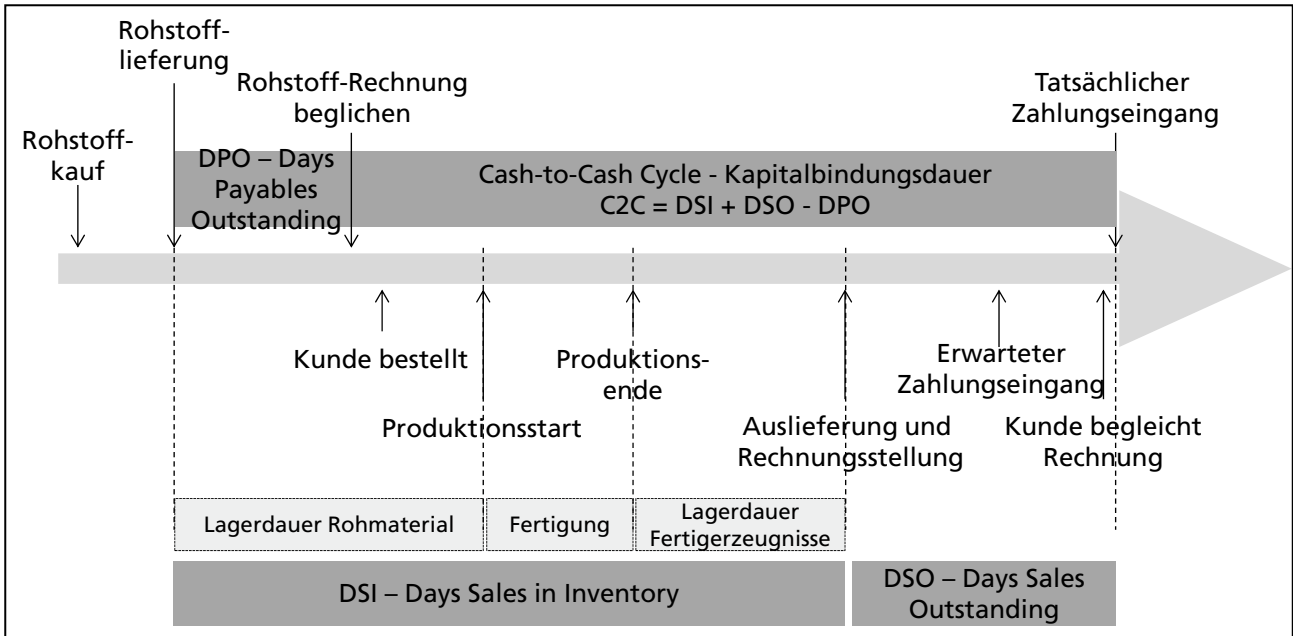 Rohstoff-
lieferung
Rohstoff-Rechnung
beglichen
Tatsächlicher
Zahlungseingang
Rohstoff-
kauf
DPO – Days
Payables
Outstanding
Cash-to-Cash Cycle - Kapitalbindungsdauer
C2C = DSI + DSO - DPO
Kunde bestellt
Produktions-
ende
Erwarteter
Zahlungseingang
Produktionsstart
Auslieferung und
Rechnungsstellung
Kunde begleicht
Rechnung
Lagerdauer Rohmaterial
Fertigung
Lagerdauer
Fertigerzeugnisse
DSI – Days Sales in Inventory
DSO – Days Sales
Outstanding